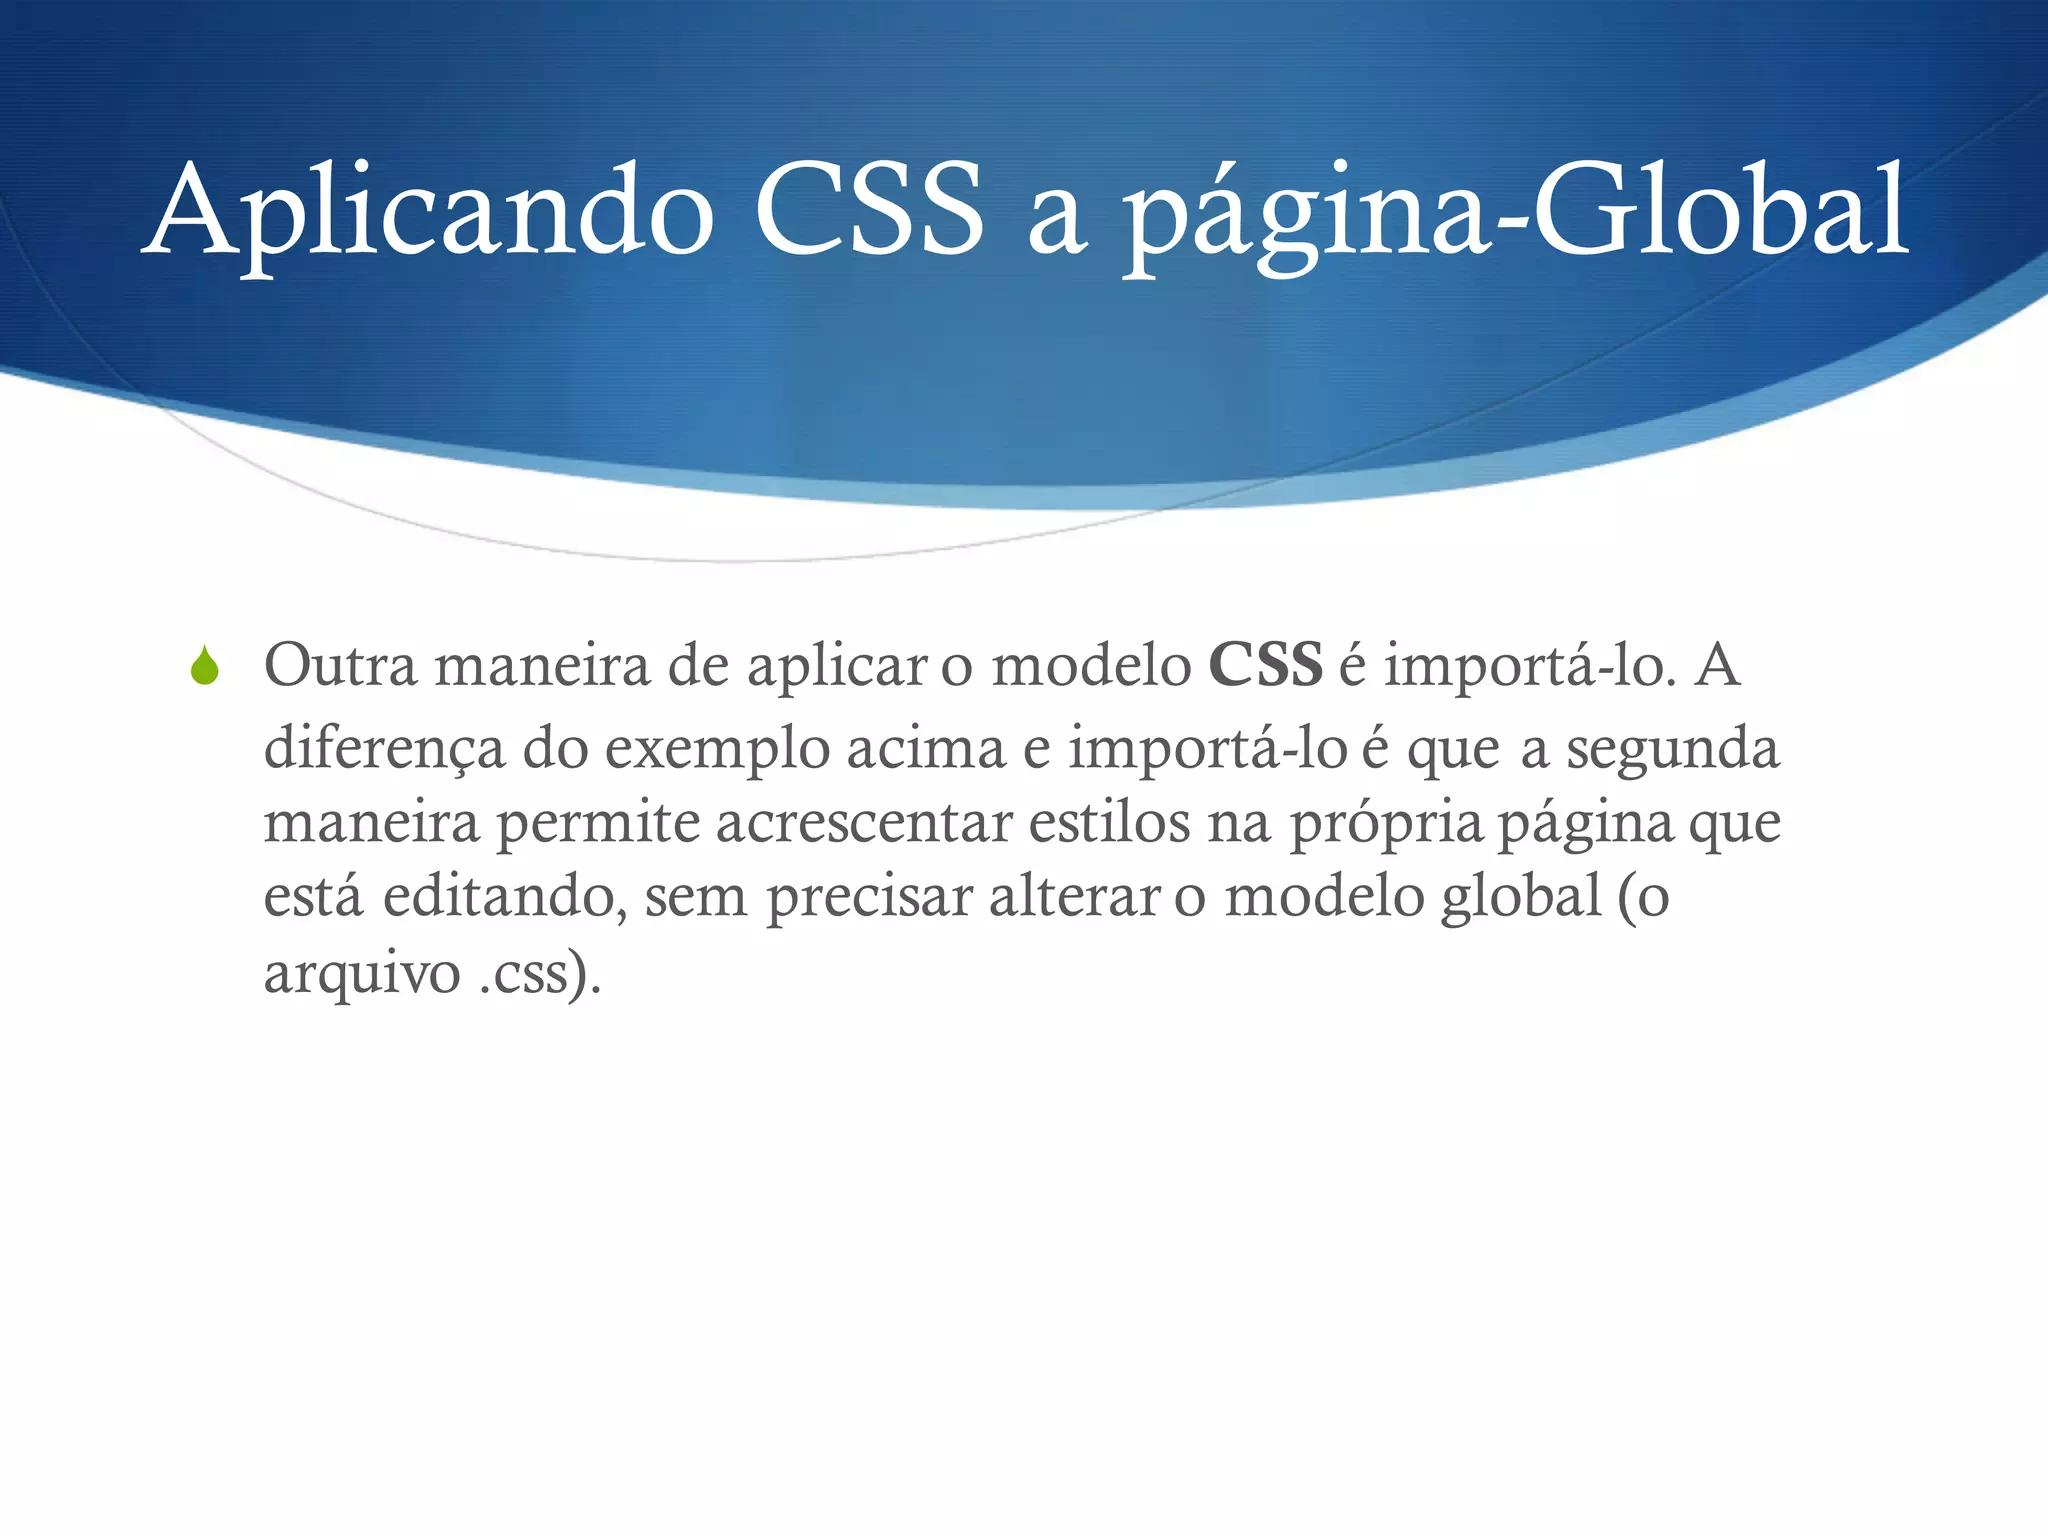 Aplicando CSS a página-Global
Outra maneira de aplicar o modelo CSS é importá-lo. A
diferença do exemplo acima e importá-lo é que a segunda
maneira permite acrescentar estilos na própria página que
está editando, sem precisar alterar o modelo global (o
arquivo .css).